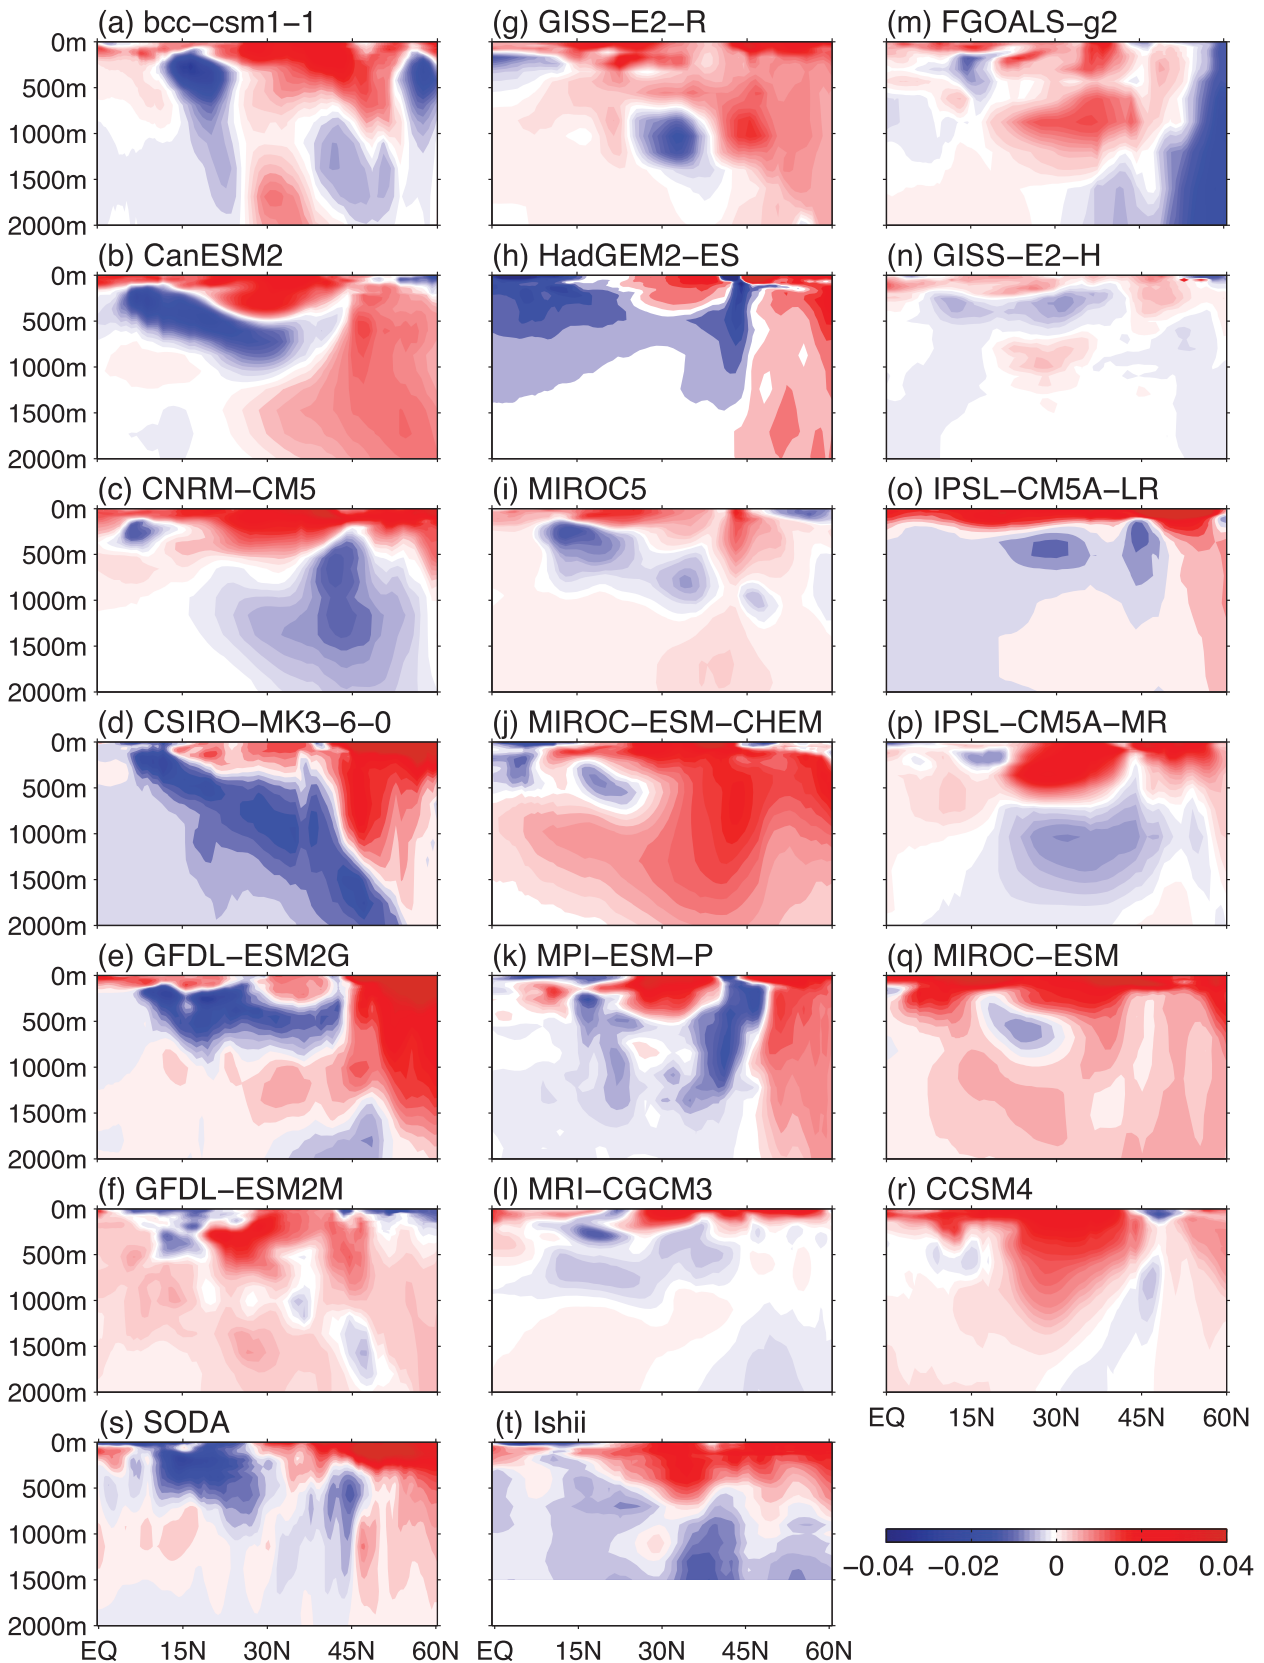 (a) bcc−csm1−1
(g) GISS−E2−R
(m) FGOALS−g2
0m
500m
1000m
1500m
2000m
(b) CanESM2
(h) HadGEM2−ES
(n) GISS−E2−H
0m
500m
1000m
1500m
2000m
(c) CNRM−CM5
(i) MIROC5
(o) IPSL−CM5A−LR
0m
500m
1000m
1500m
2000m
(d) CSIRO−MK3−6−0
(j) MIROC−ESM−CHEM
(p) IPSL−CM5A−MR
0m
500m
1000m
1500m
2000m
(e) GFDL−ESM2G
(k) MPI−ESM−P
(q) MIROC−ESM
0m
500m
1000m
1500m
2000m
(f) GFDL−ESM2M
(l) MRI−CGCM3
(r) CCSM4
0m
500m
1000m
1500m
2000m
EQ 15N 30N 45N 60N
(s) SODA
(t) Ishii
0m
500m
1000m
1500m
2000m
EQ 15N 30N 45N 60N
EQ 15N 30N 45N 60N
−0.04 −0.02 0 0.02 0.04